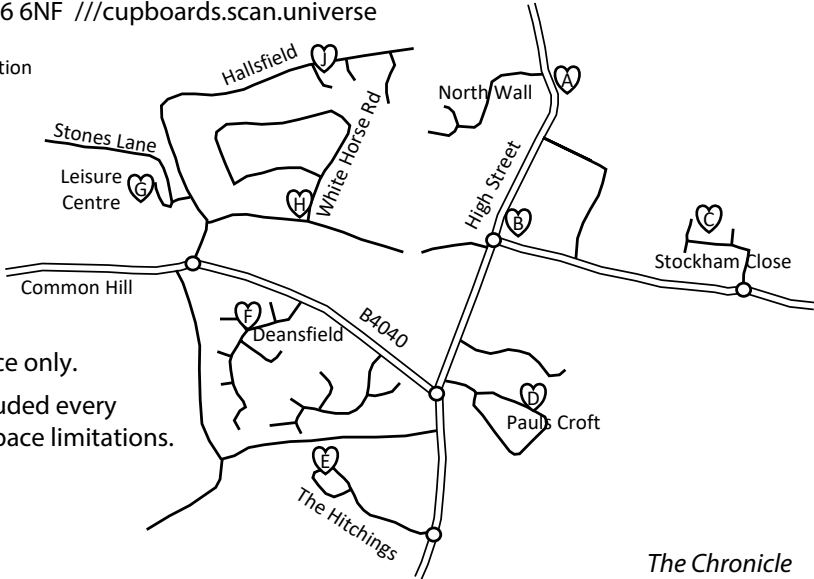 6 6NF ///cupboards.scan.universe
tion
Hallsfield
J
A
North Wall
White Horse Rd
Stones Lane
High Street
Leisure
Centre
G
H
B
C
Stockham Close
Common Hill
F
Deansfield
B4040
ce only.
uded every
pace limitations.
D
Pauls Croft
E
The Hitchings
The Chronicle